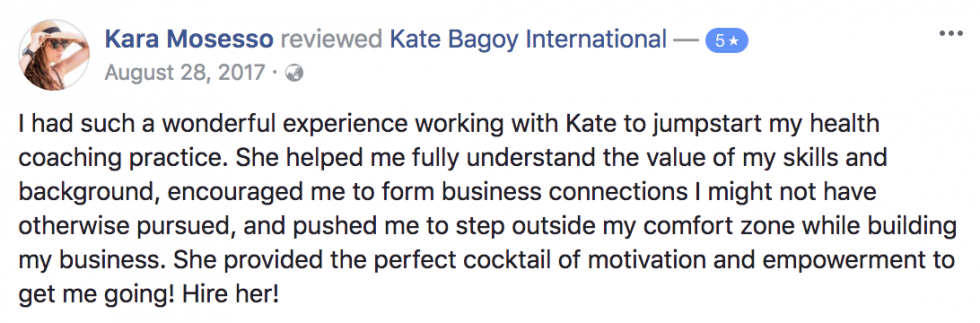 Kara Mosesso reviewed Kate Bagoy International — 5★
August 28, 2017 ·
I had such a wonderful experience working with Kate to jumpstart my health
coaching practice. She helped me fully understand the value of my skills and
background, encouraged me to form business connections I might not have
otherwise pursued, and pushed me to step outside my comfort zone while building
my business. She provided the perfect cocktail of motivation and empowerment to
get me going! Hire her!